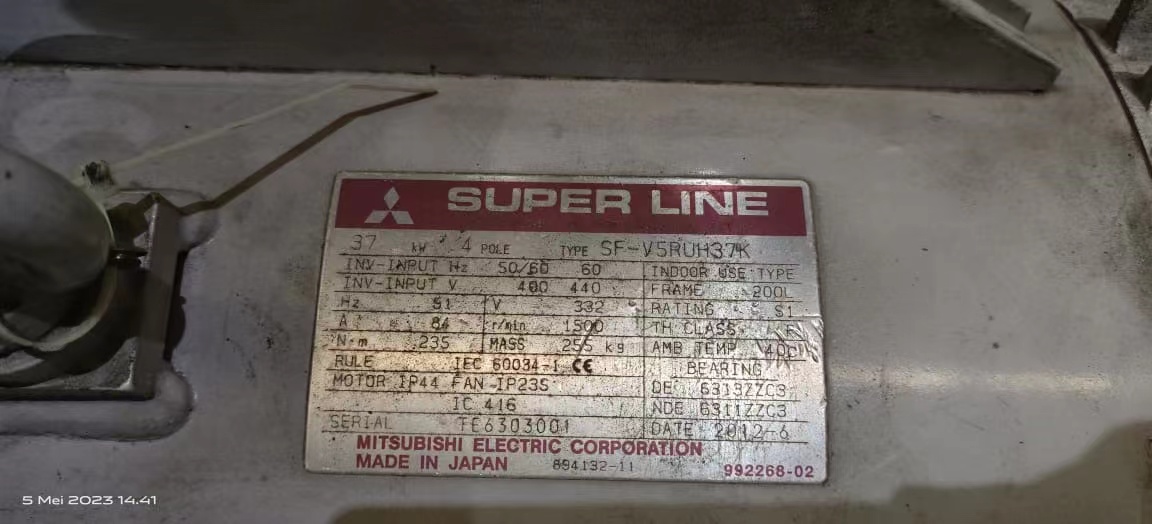 SUPER LINE
37 kW 4 POLE TYPE SF-V5RUH37K
INV-INPUT Hz 50/60 60 INDOOR USE TYPE
INV-INPUT V 400 440 FRAME 200L
Hz 51 V 332 RATING S1
A 84 r/min 1500 TH CLASS F
N·m 235 MASS 255 kg AMB TEMP 40C
RULE IEC 60034-1 CE BEARING
MOTOR IP44 FAN IP23S DE 6313ZZC3
IC 416 NDE 6311ZZC3
SERIAL TE6303001 DATE 2012-6
MITSUBISHI ELECTRIC CORPORATION
MADE IN JAPAN 894132-11 992268-02
5 Mei 2023 14.41